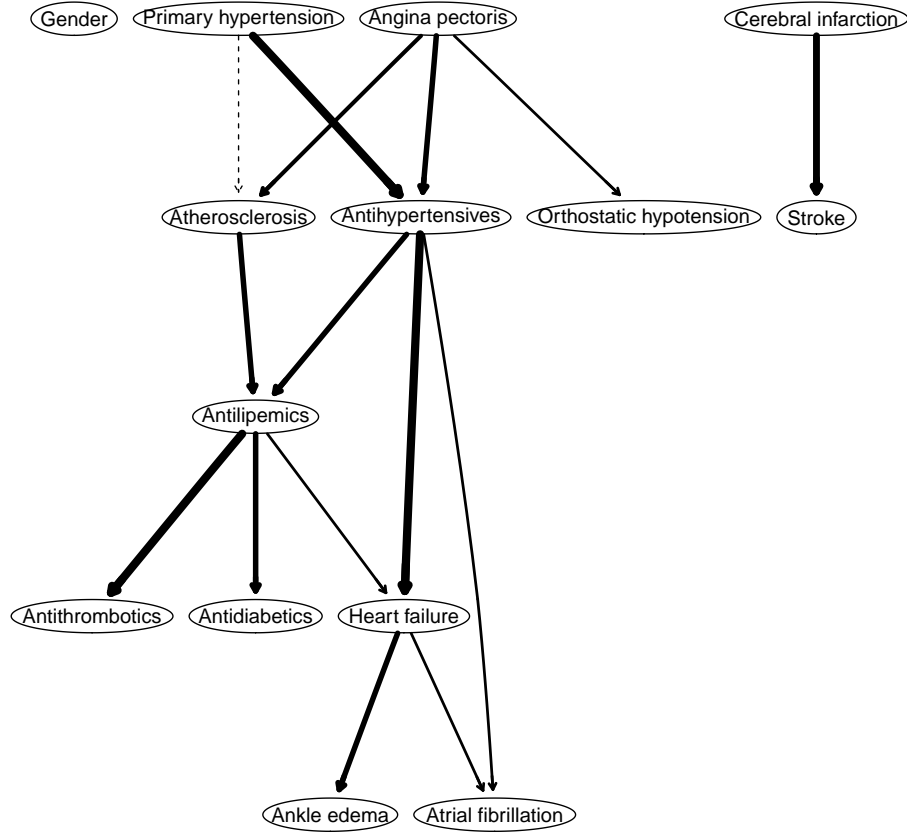 Gender
Primary hypertension
Angina pectoris
Cerebral infarction
Atherosclerosis
Antihypertensives
Orthostatic hypotension
Stroke
Antilipemics
Antithrombotics
Antidiabetics
Heart failure
Ankle edema
Atrial fibrillation